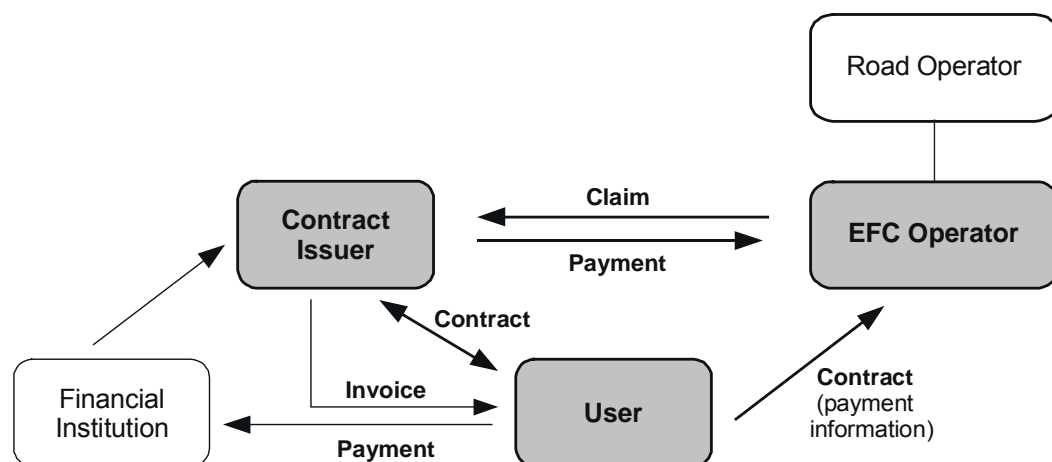 Road Operator
Claim
Contract
Issuer
EFC Operator
Payment
Contract
Financial
Institution
Invoice
User
Contract
(payment
information)
Payment